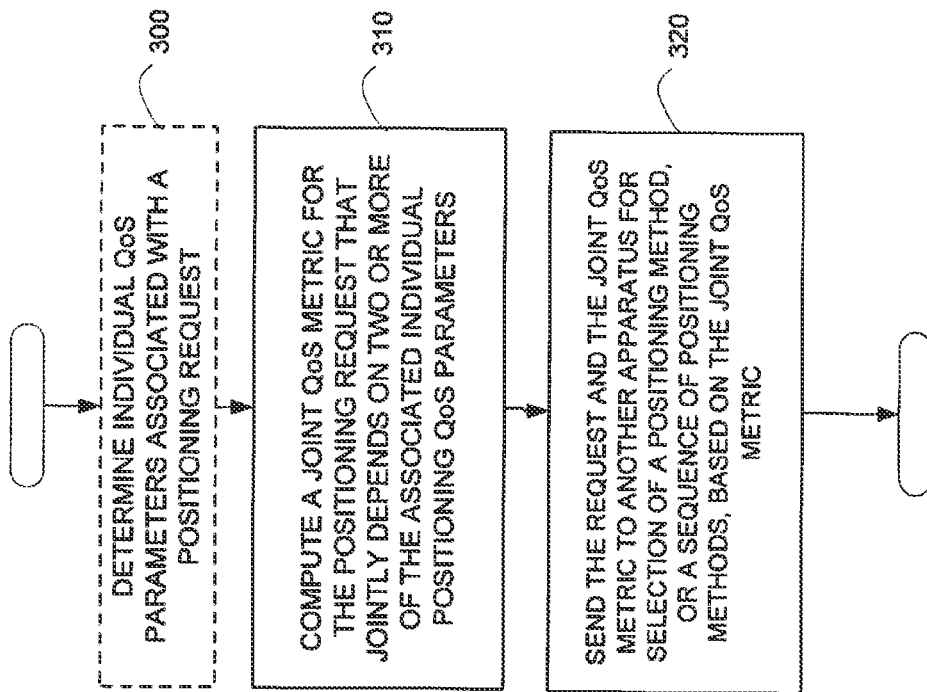 300
DETERMINE INDIVIDUAL QoS
PARAMETERS ASSOCIATED WITH A
POSITIONING REQUEST
310
COMPUTE A JOINT QoS METRIC FOR
THE POSITIONING REQUEST THAT
JOINTLY DEPENDS ON TWO OR MORE
OF THE ASSOCIATED INDIVIDUAL
POSITIONING QoS PARAMETERS
320
SEND THE REQUEST AND THE JOINT QoS
METRIC TO ANOTHER APPARATUS FOR
SELECTION OF A POSITIONING METHOD,
OR A SEQUENCE OF POSITIONING
METHODS, BASED ON THE JOINT QoS
METRIC